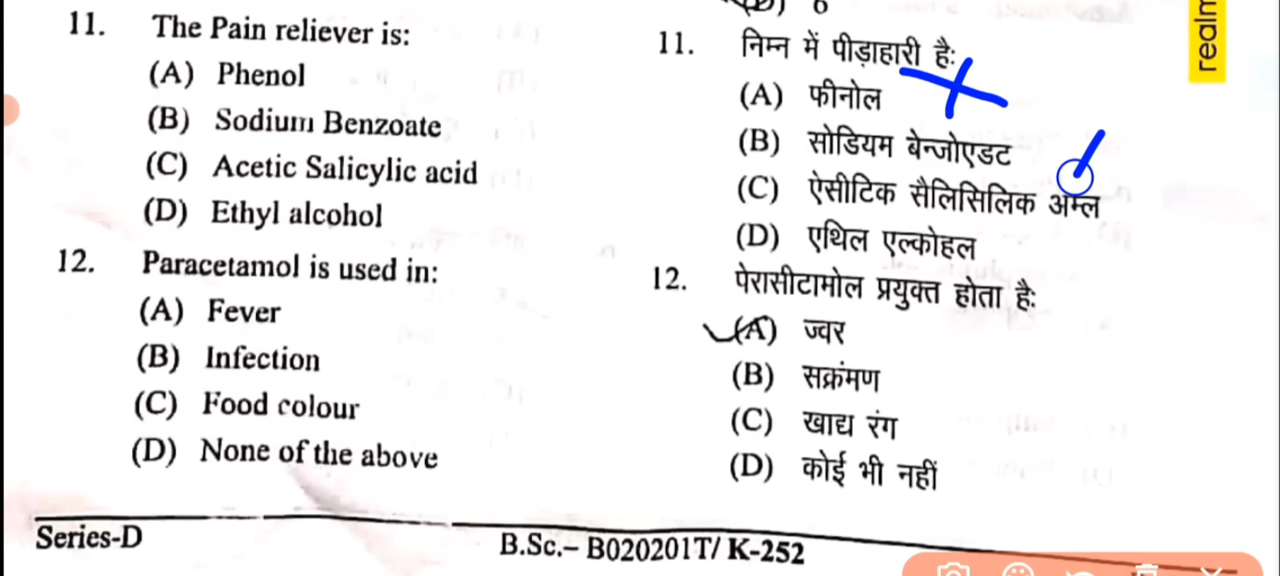 11. The Pain reliever is:
(A) Phenol
(B) Sodium Benzoate
(C) Acetic Salicylic acid
(D) Ethyl alcohol
12. Paracetamol is used in:
(A) Fever
(B) Infection
(C) Food colour
(D) None of the above
11. निम्न में पीड़ाहारी है:
(A) फीनोल
(B) सोडियम बेन्जोएडट
(C) ऐसीटिक सैलिसिलिक अम्ल
(D) एथिल एल्कोहल
12. पेरासीटामोल प्रयुक्त होता है:
(A) ज्वर
(B) सक्रंमण
(C) खाद्य रंग
(D) कोई भी नहीं
Series-D
B.Sc.– B020201T/ K-252
realm